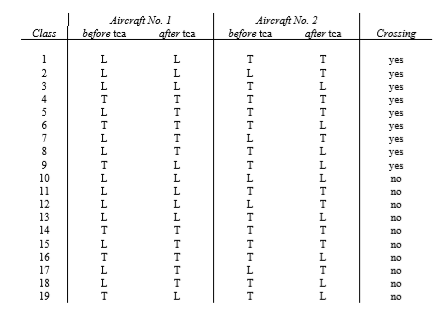 Aircraft No. 1 Aircraft No. 2
Class before tca after tca before tca after tca Crossing
1 L L T T yes
2 L L L T yes
3 L L T L yes
4 T T T T yes
5 L T T T yes
6 T T T L yes
7 L T L T yes
8 L T T L yes
9 T L T L yes
10 L L L L no
11 L L T T no
12 L L L T no
13 L L T L no
14 T T T T no
15 L T T T no
16 T T T L no
17 L T L T no
18 L T T L no
19 T L T L no